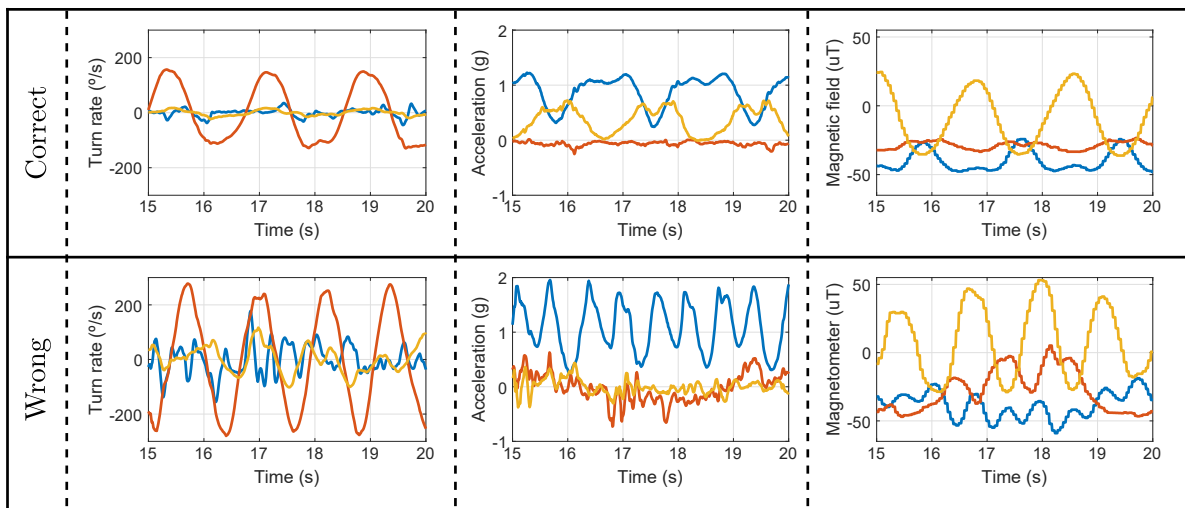 Correct
Turn rate (º/s)
200
0
-200
15 16 17 18 19 20
Time (s)
Acceleration (g)
2
1
0
-1
15 16 17 18 19 20
Time (s)
Magnetic field (uT)
50
0
-50
15 16 17 18 19 20
Time (s)
Wrong
Turn rate (º/s)
200
0
-200
15 16 17 18 19 20
Time (s)
Acceleration (g)
2
1
0
-1
15 16 17 18 19 20
Time (s)
Magnetometer (uT)
50
0
-50
15 16 17 18 19 20
Time (s)